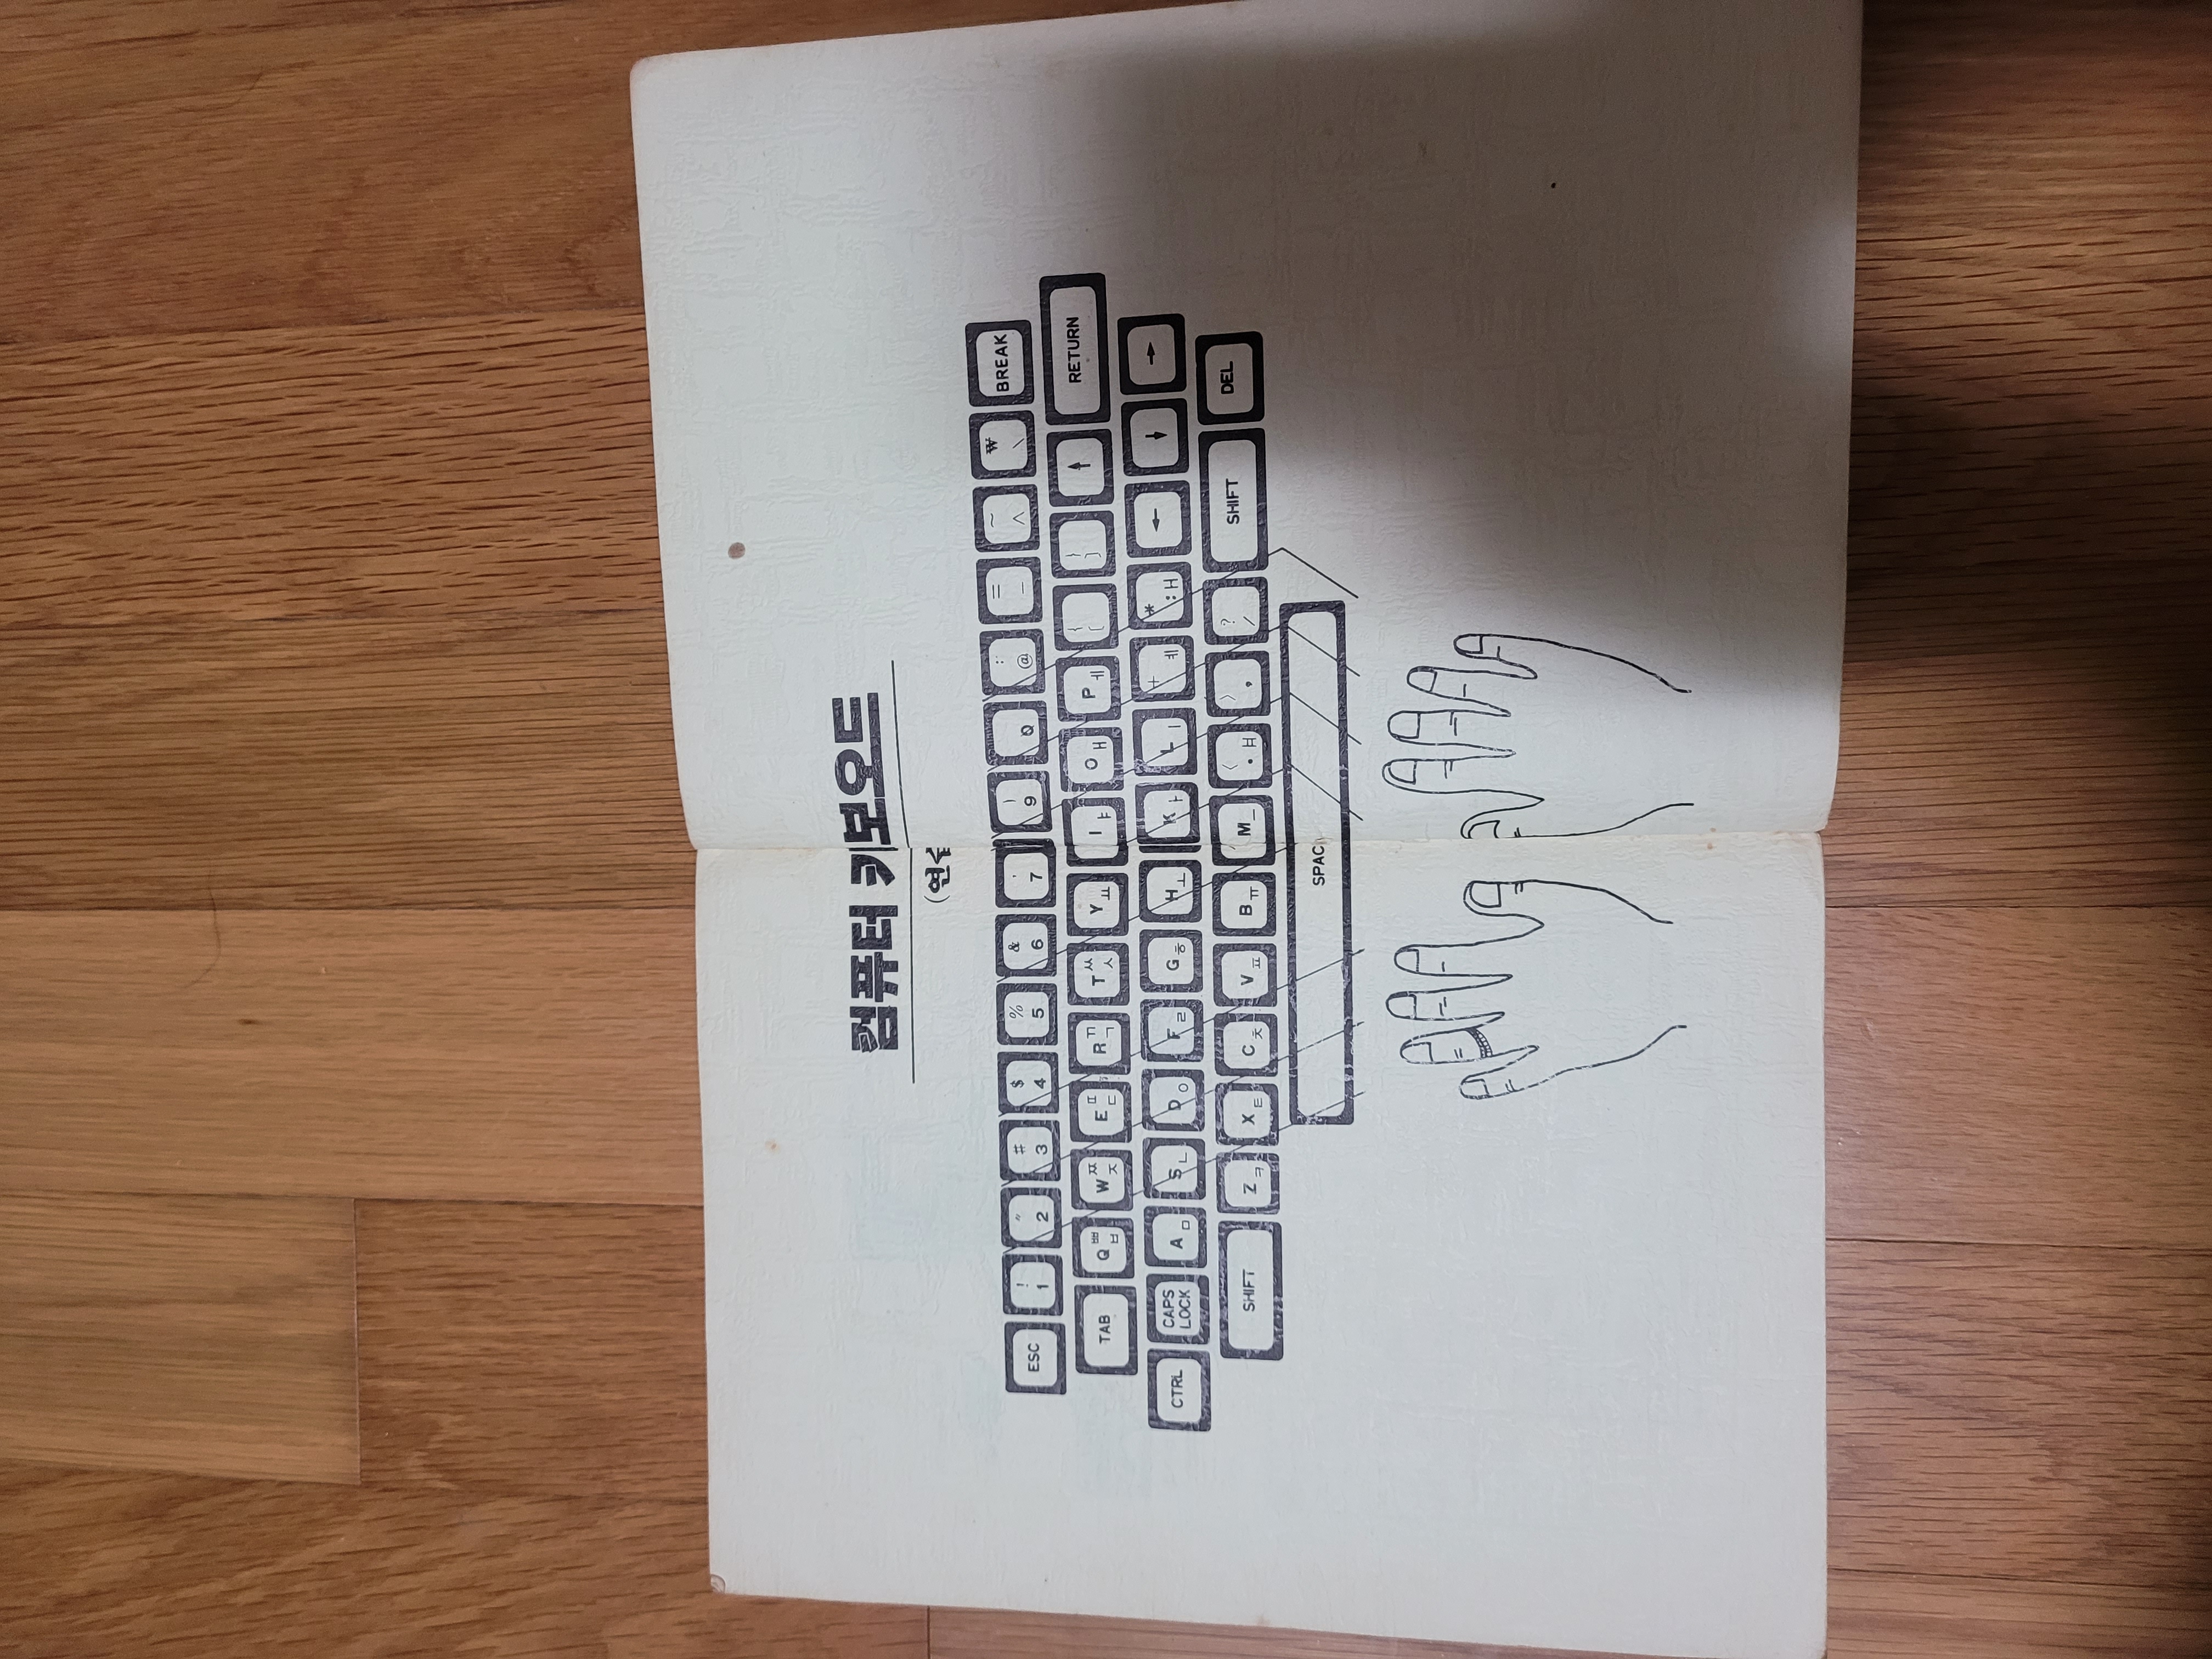 컴퓨터 키보오드
(연
ESC ! 1 " 2 # 3 $ 4 % 5 & 6 ' 7 ) 9 0 @ = - ~ ^ ₩ \ BREAK
TAB Q ㅃ ㅂ W ㅉ ㅈ E ㄸ ㄷ R ㄲ ㄱ T ㅆ ㅅ Y ㅛ I ㅑ O ㅐ P ㅔ { [ } ] ↑ RETURN
CTRL CAPS LOCK A ㅁ S ㄴ D ㅇ F ㄹ G ㅎ H ㅗ K ㅏ L ㅣ + ㅖ * : ㅐ ← ↓ →
SHIFT Z ㅋ X ㅌ C ㅊ V ㅍ B ㅠ M ㅡ < . ㅐ > , ? / SHIFT DEL
SPAC